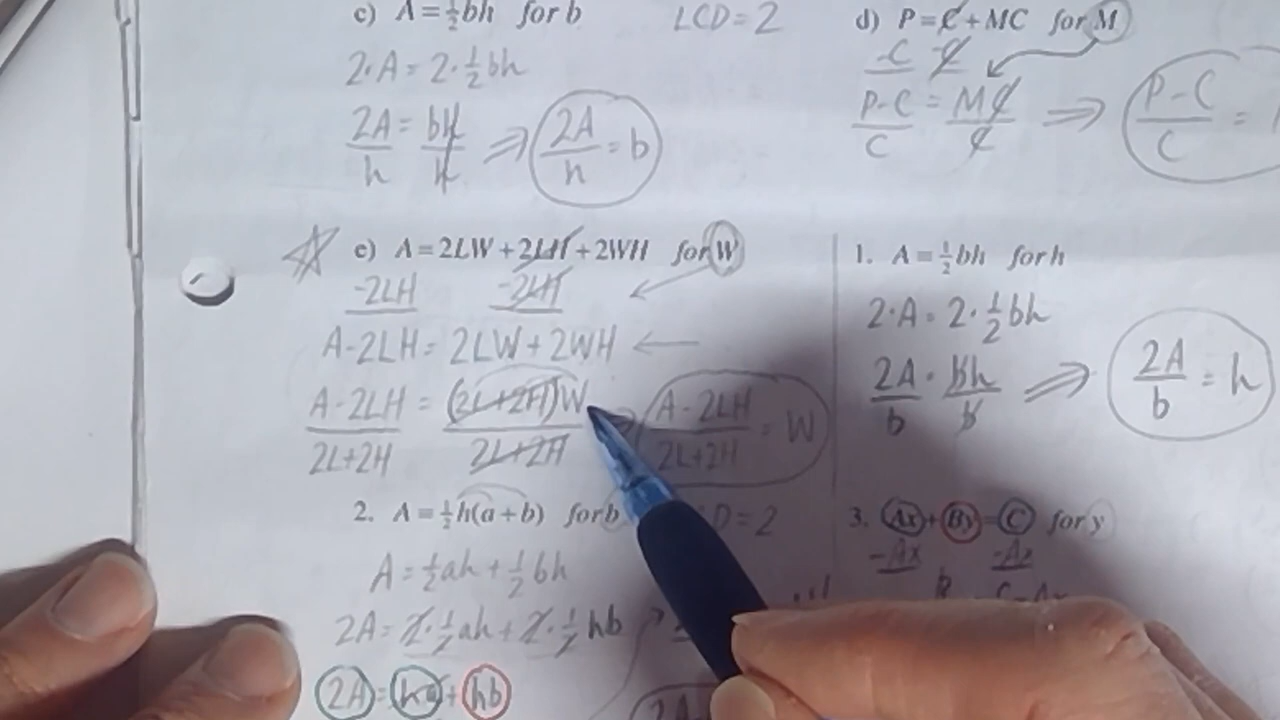 c) A = ½bh for b LCD = 2
2·A = 2·½bh
2A = bh
h h
2A = b
h
d) P = C + MC for M
-C -C
P-C = MC
C C
P-C =
C
e) A = 2LW + 2LH + 2WH for W
-2LH -2LH
A-2LH = 2LW + 2WH
A-2LH = (2L+2H)W
2L+2H 2L+2H
A-2LH = W
2L+2H
1. A = ½bh for h
2·A = 2·½bh
2A = bh
b b
2A = h
b
2. A = ½h(a+b) for b D=2
A = ½ah + ½bh
2A = 2·½ah + 2·½hb
2A = ha + hb
2A-
3. Ax + By = C for y
-Ax -Ax